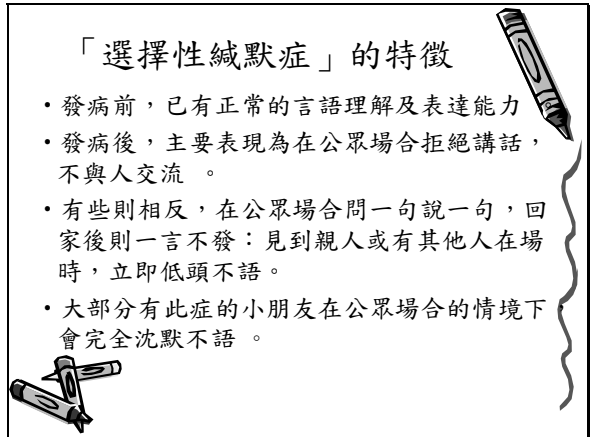 「選擇性緘默症」的特徵
•發病前，已有正常的言語理解及表達能力
•發病後，主要表現為在公眾場合拒絕講話，
不與人交流 。
•有些則相反，在公眾場合問一句說一句，回
家後則一言不發：見到親人或有其他人在場
時，立即低頭不語。
•大部分有此症的小朋友在公眾場合的情境下
會完全沈默不語 。